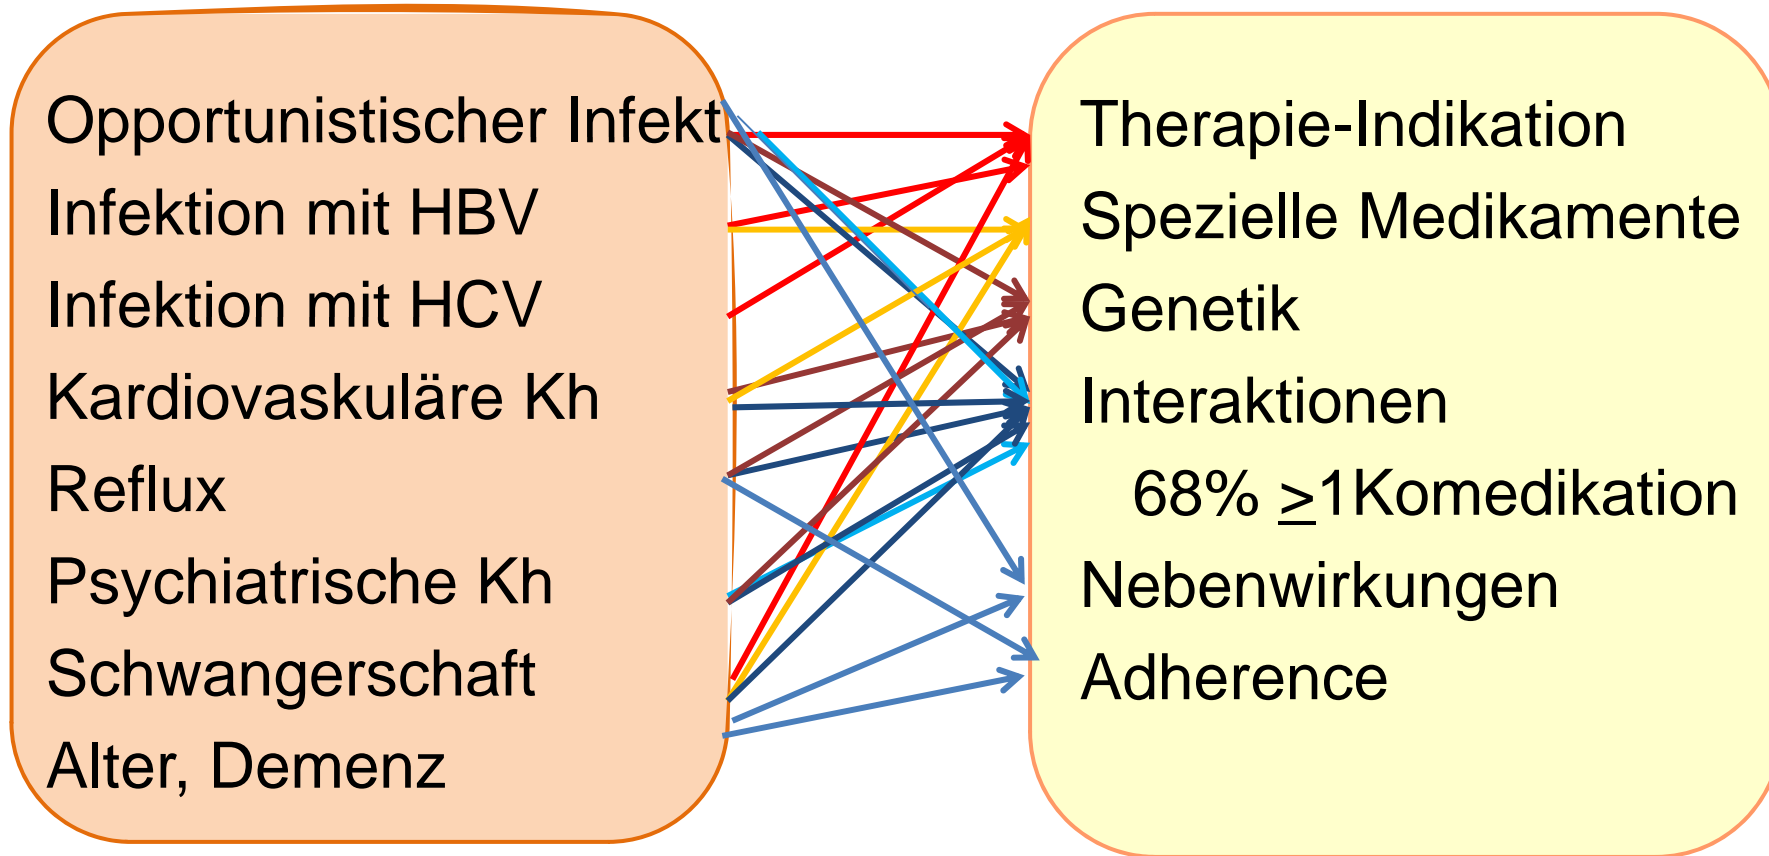 Opportunistischer Infekt
Infektion mit HBV
Infektion mit HCV
Kardiovaskuläre Kh
Reflux
Psychiatrische Kh
Schwangerschaft
Alter, Demenz
Therapie-Indikation
Spezielle Medikamente
Genetik
Interaktionen
68% >1Komedikation
Nebenwirkungen
Adherence